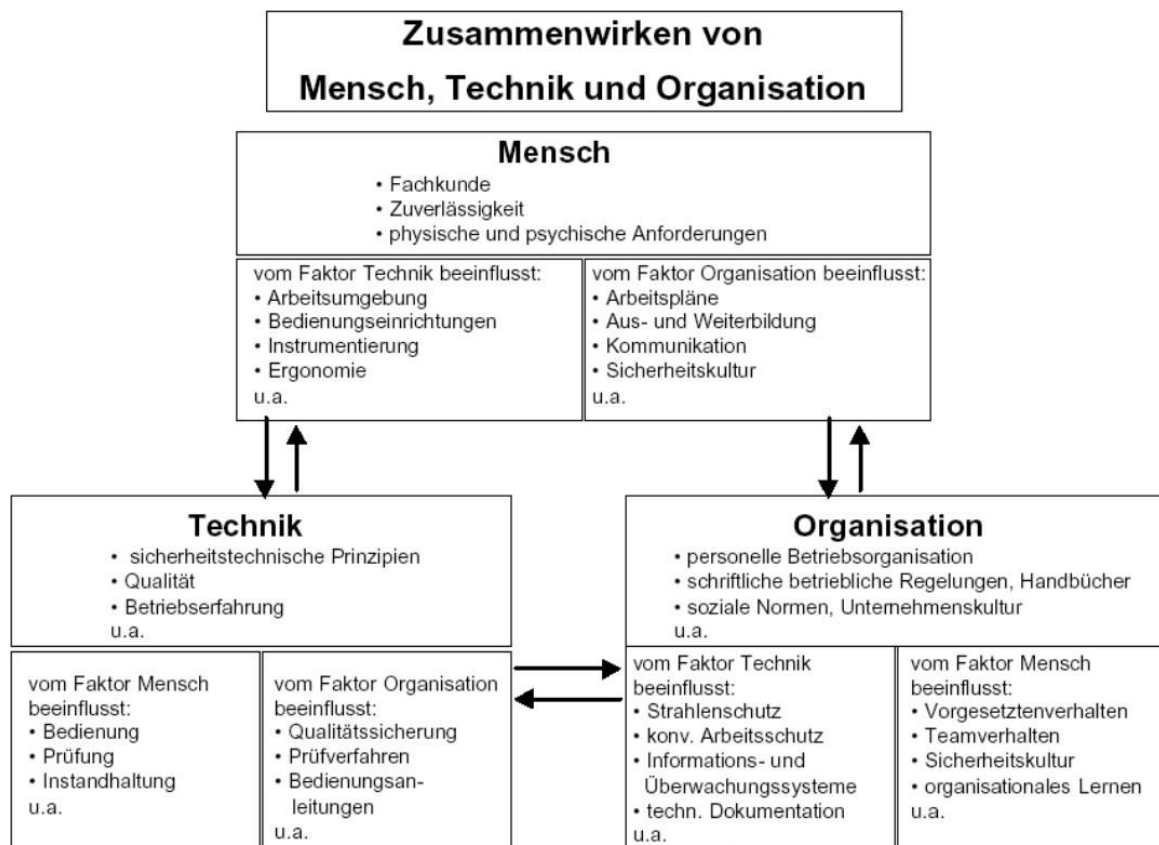 Zusammenwirken von
Mensch, Technik und Organisation
Mensch
• Fachkunde
• Zuverlässigkeit
• physische und psychische Anforderungen
vom Faktor Technik beeinflusst:
• Arbeitsumgebung
• Bedienungseinrichtungen
• Instrumentierung
• Ergonomie
u.a.
vom Faktor Organisation beeinflusst:
• Arbeitspläne
• Aus- und Weiterbildung
• Kommunikation
• Sicherheitskultur
u.a.
Technik
• sicherheitstechnische Prinzipien
• Qualität
• Betriebserfahrung
u.a.
vom Faktor Mensch
beeinflusst:
• Bedienung
• Prüfung
• Instandhaltung
u.a.
vom Faktor Organisation
beeinflusst:
• Qualitätssicherung
• Prüfverfahren
• Bedienungsan-
leitungen
u.a.
Organisation
• personelle Betriebsorganisation
• schriftliche betriebliche Regelungen, Handbücher
• soziale Normen, Unternehmenskultur
u.a.
vom Faktor Technik
beeinflusst:
• Strahlenschutz
• konv. Arbeitsschutz
• Informations- und
Überwachungssysteme
• techn. Dokumentation
u.a.
vom Faktor Mensch
beeinflusst:
• Vorgesetztenverhalten
• Teamverhalten
• Sicherheitskultur
• organisationales Lernen
u.a.